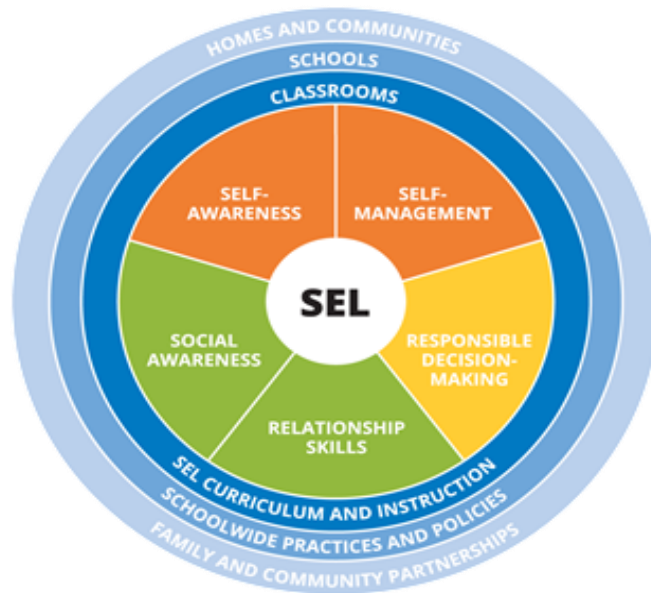 HOMES AND COMMUNITIES
SCHOOLS
CLASSROOMS
SELF-
AWARENESS
SELF-
MANAGEMENT
SEL
SOCIAL
AWARENESS
RESPONSIBLE
DECISION-
MAKING
RELATIONSHIP
SKILLS
SEL CURRICULUM AND INSTRUCTION
SCHOOLWIDE PRACTICES AND POLICIES
FAMILY AND COMMUNITY PARTNERSHIPS